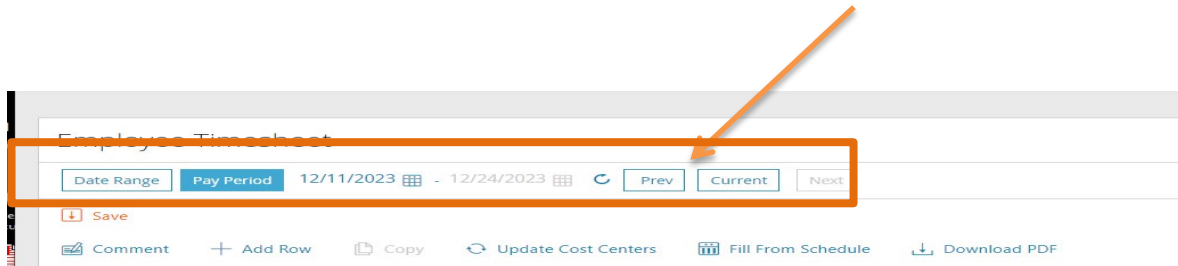 Employee Timesheet
Date Range Pay Period 12/11/2023 - 12/24/2023 Prev Current Next
Save
Comment Add Row Copy Update Cost Centers Fill From Schedule Download PDF